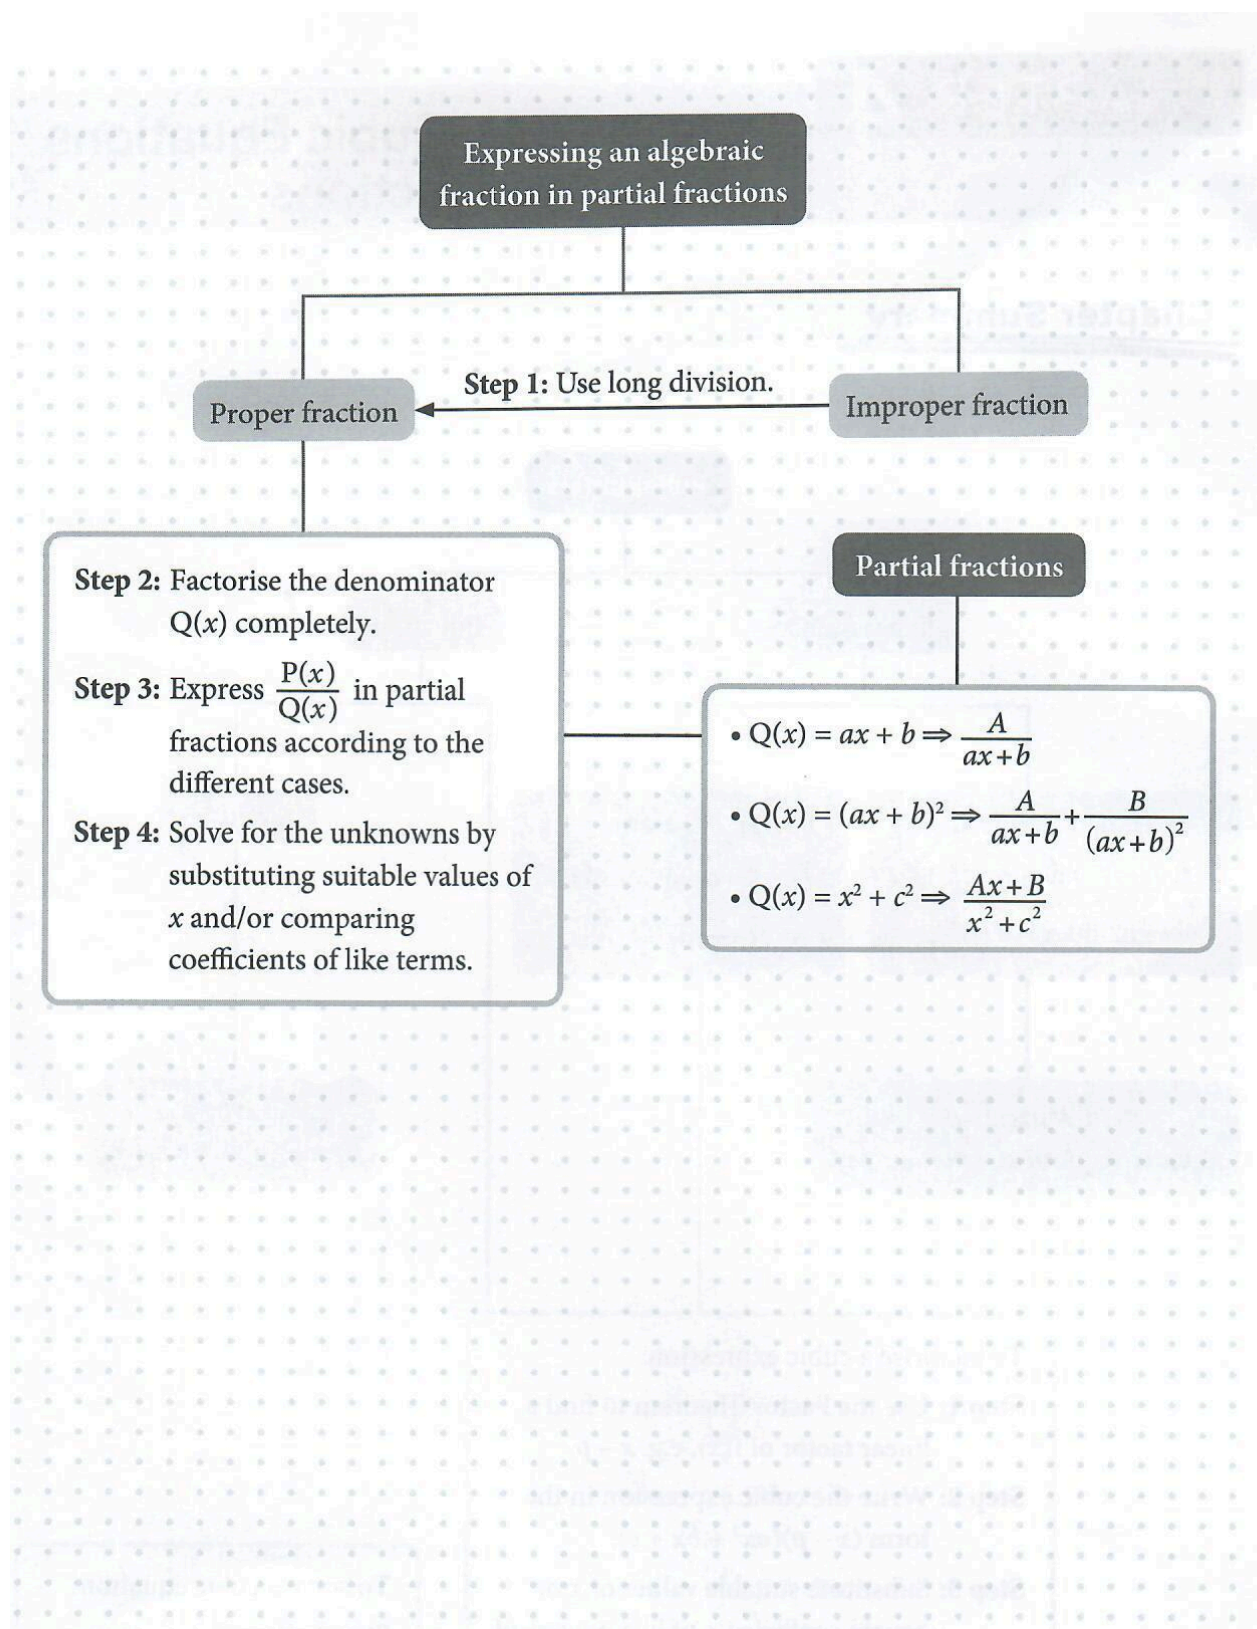 Expressing an algebraic
fraction in partial fractions
Step 1: Use long division.
Proper fraction
Improper fraction
Step 2: Factorise the denominator
Q(x) completely.
Step 3: Express P(x)/Q(x) in partial
fractions according to the
different cases.
Step 4: Solve for the unknowns by
substituting suitable values of
x and/or comparing
coefficients of like terms.
Partial fractions
• Q(x) = ax + b ⇒ A/(ax+b)
• Q(x) = (ax + b)² ⇒ A/(ax+b) + B/(ax+b)²
• Q(x) = x² + c² ⇒ (Ax+B)/(x²+c²)